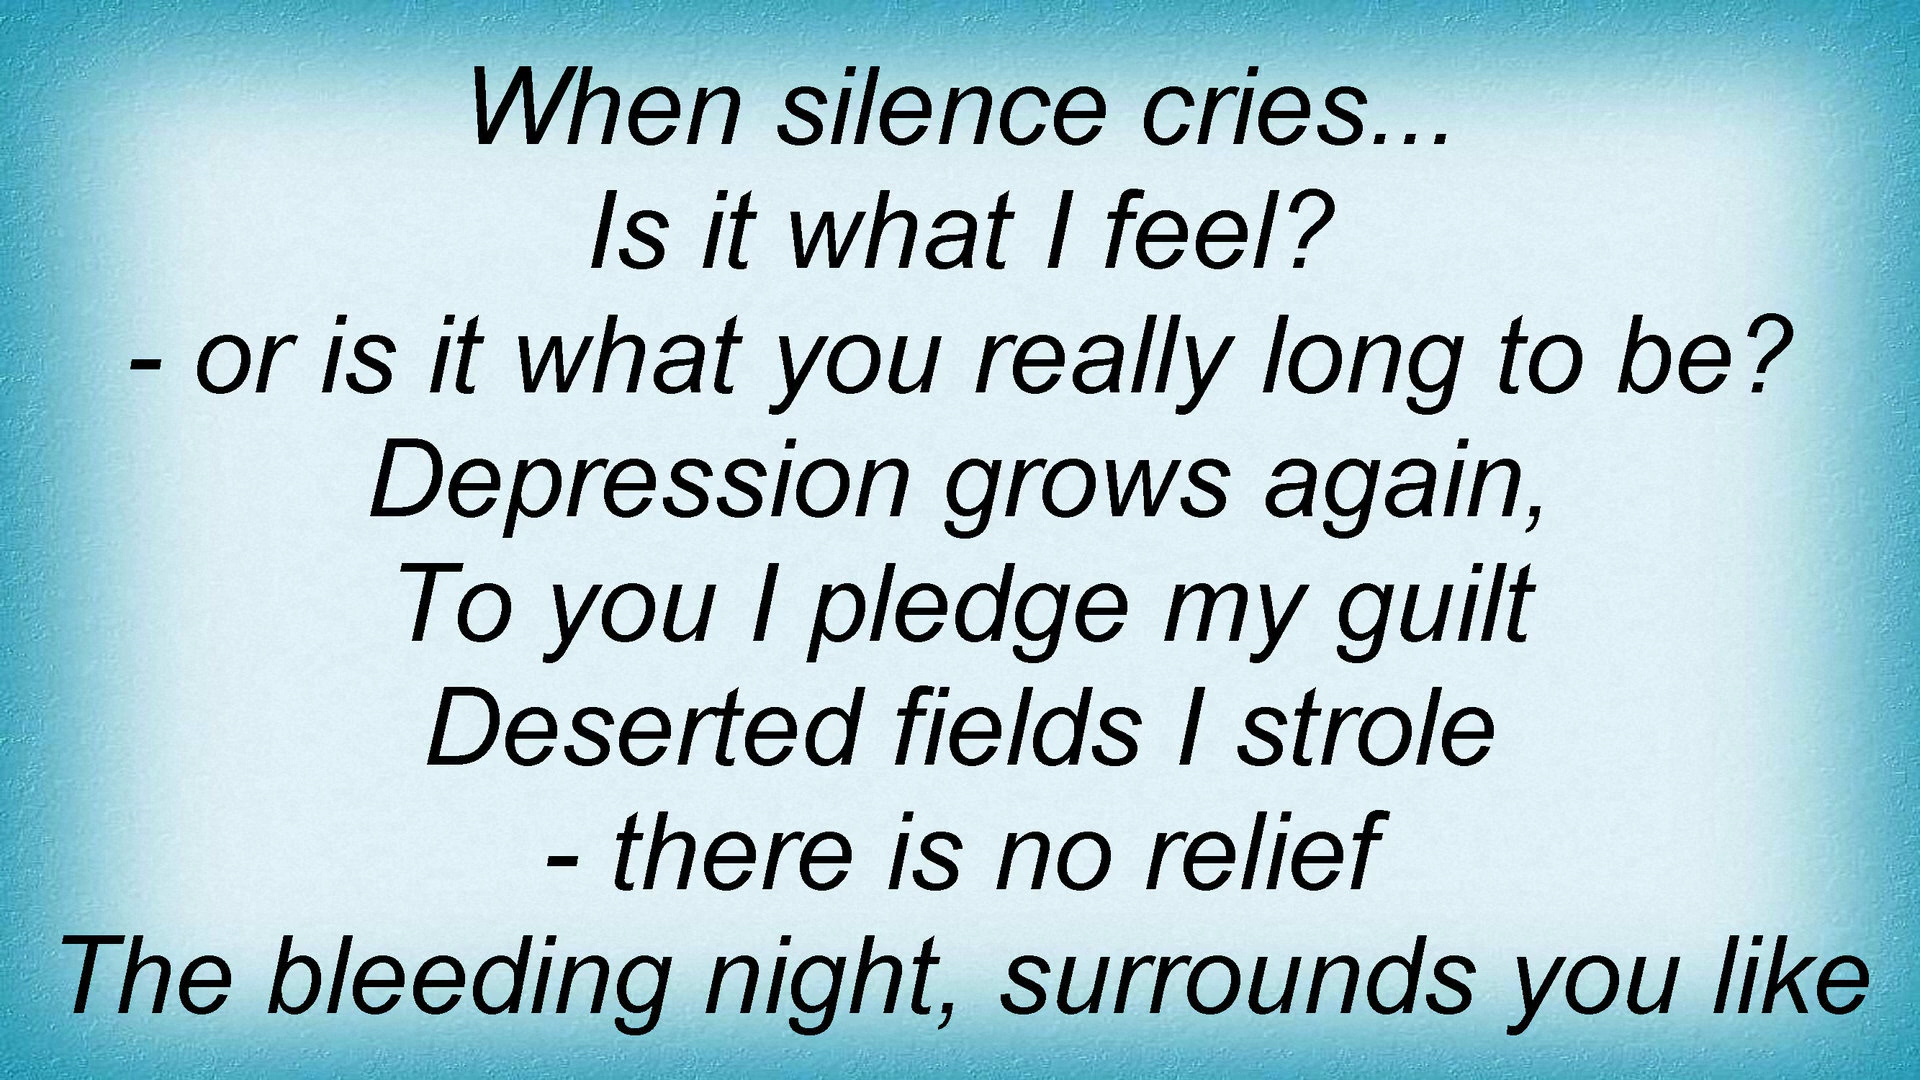 When silence cries...
Is it what I feel?
- or is it what you really long to be?
Depression grows again,
To you I pledge my guilt
Deserted fields I strole
- there is no relief
The bleeding night, surrounds you like